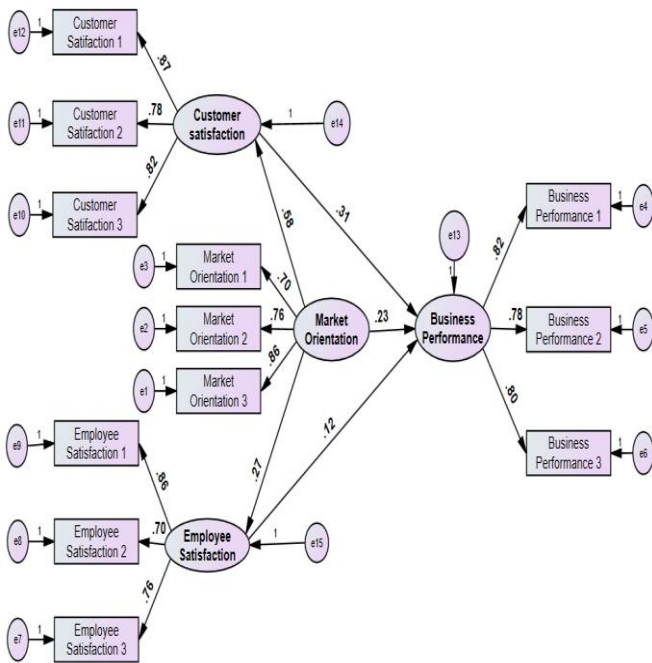 e12
1
Customer
Satifaction 1
.87
e11
1
Customer
Satifaction 2
.78
Customer
satisfaction
1
e14
e10
1
Customer
Satifaction 3
.82
.58
.31
e3
1
Market
Orientation 1
.70
e2
1
Market
Orientation 2
.76
e1
1
Market
Orientation 3
.86
Market
Orientation
.23
e13
1
Business
Performance
Business
Performance 1
1
e4
.82
Business
Performance 2
1
e5
.78
Business
Performance 3
1
e6
.80
.27
.12
e9
1
Employee
Satisfaction 1
.86
e8
1
Employee
Satisfaction 2
.70
Employee
Satisfaction
1
e15
e7
1
Employee
Satisfaction 3
.76